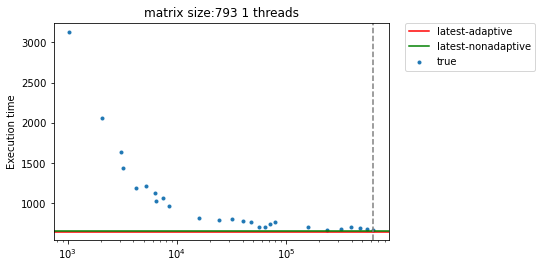 matrix size:793 1 threads
Execution time
3000
2500
2000
1500
1000
10³
10⁴
10⁵
latest-adaptive
latest-nonadaptive
true